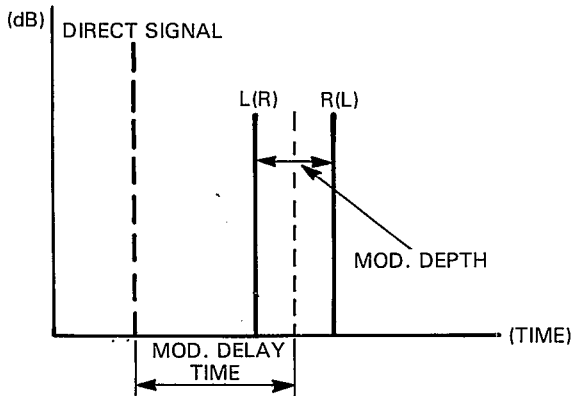 (dB)
DIRECT SIGNAL
L(R) R(L)
MOD. DEPTH
(TIME)
MOD. DELAY
TIME